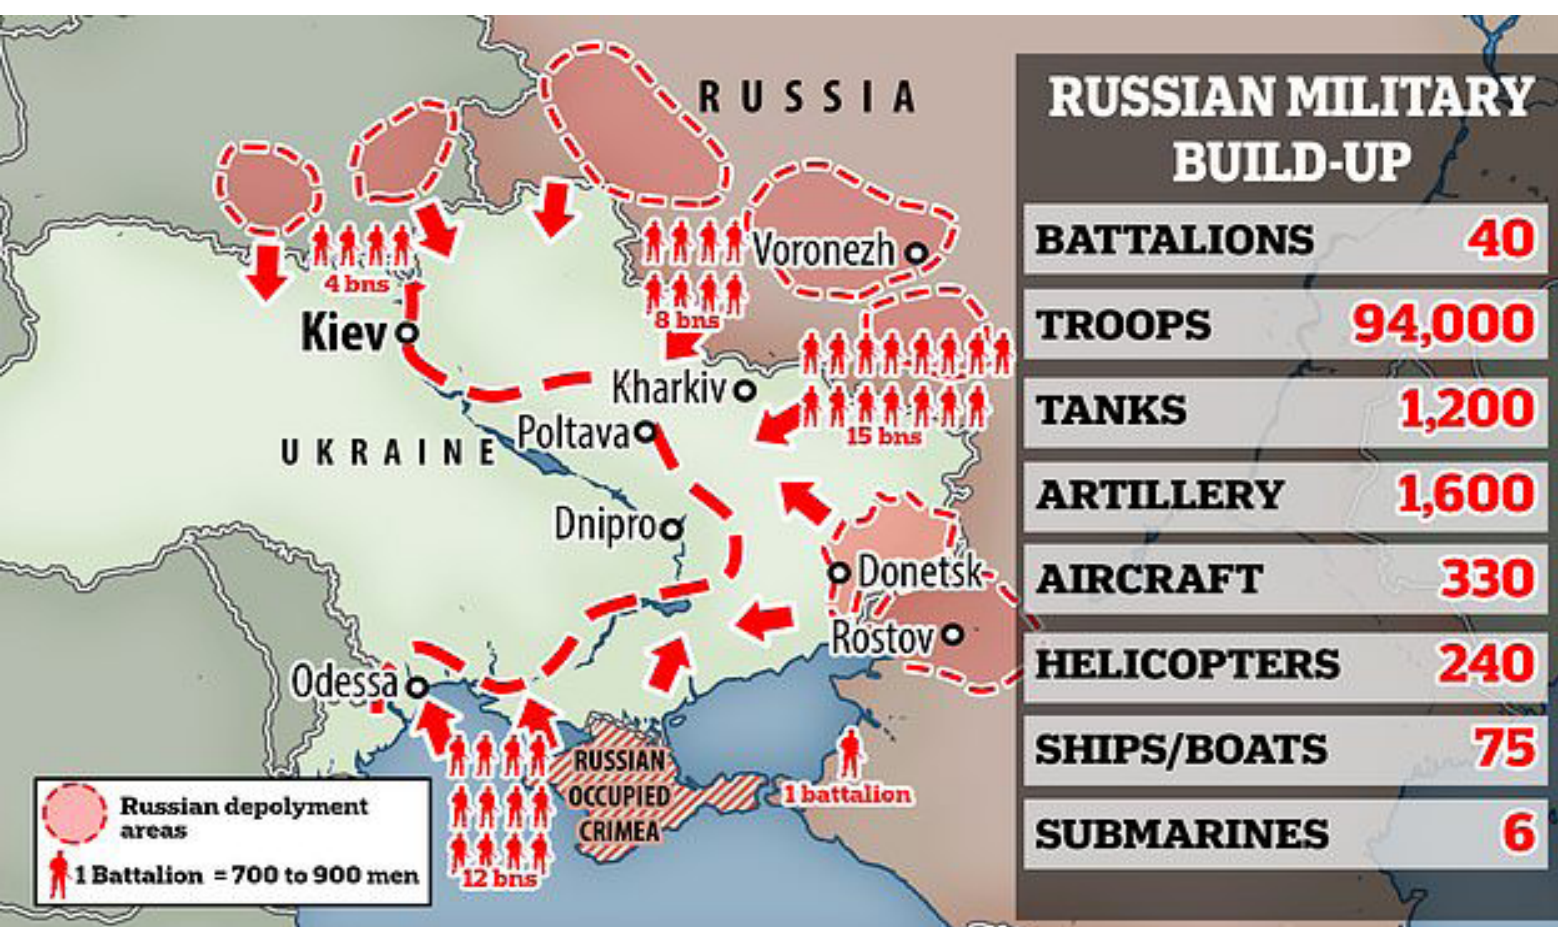 RUSSIA
RUSSIAN MILITARY
BUILD-UP
BATTALIONS 40
TROOPS 94,000
TANKS 1,200
ARTILLERY 1,600
AIRCRAFT 330
HELICOPTERS 240
SHIPS/BOATS 75
SUBMARINES 6
Voronezh
4 bns
8 bns
Kiev
Kharkiv
Poltava
15 bns
UKRAINE
Dnipro
Donetsk
Rostov
Odessa
RUSSIAN
OCCUPIED
CRIMEA
1 battalion
12 bns
Russian depolyment
areas
1 Battalion = 700 to 900 men